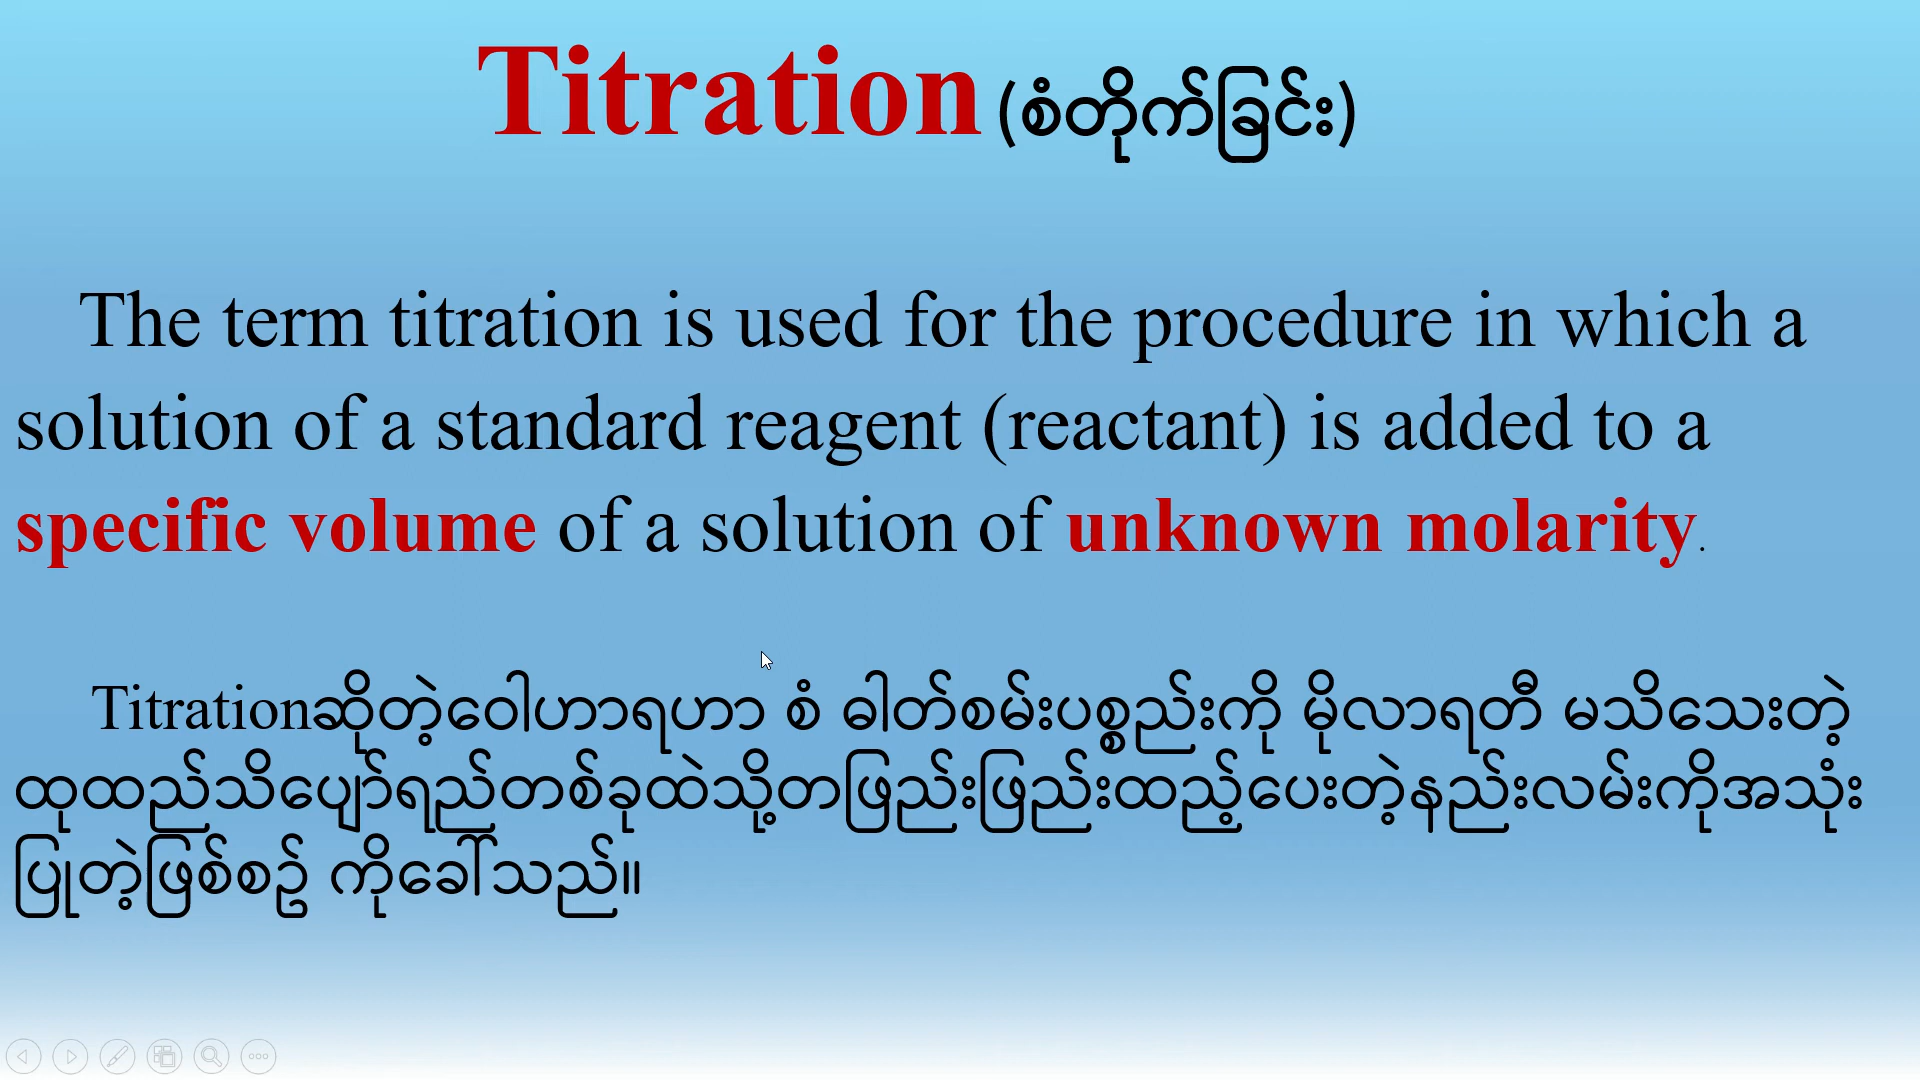 Titration (စံတိုက်ခြင်း)
The term titration is used for the procedure in which a
solution of a standard reagent (reactant) is added to a
specific volume of a solution of unknown molarity.
Titrationဆိုတဲ့ဝေါဟာရဟာ စံ ဓါတ်စမ်းပစ္စည်းကို မိုလာရတီ မသိသေးတဲ့
ထုထည်သိပျော်ရည်တစ်ခုထဲသို့တဖြည်းဖြည်းထည့်ပေးတဲ့နည်းလမ်းကိုအသုံး
ပြုတဲ့ဖြစ်စဥ် ကိုခေါ်သည်။